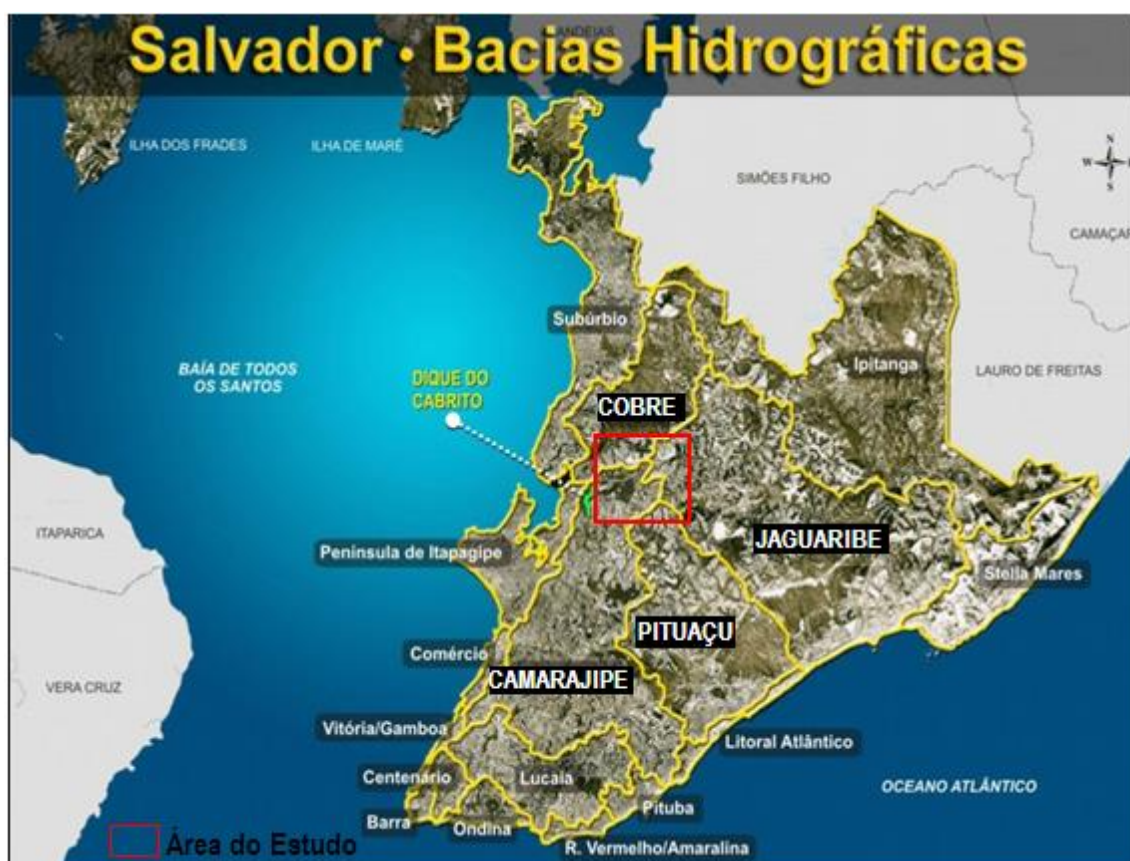 Salvador • Bacias Hidrográficas
ILHA DOS FRADES
ILHA DE MARÉ
SIMÕES FILHO
W
S
CAMAÇAR
Subúrbio
BAÍA DE TODOS
OS SANTOS
Ipitanga
LAURO DE FREITAS
DIQUE DO
CABRITO
COBRE
ITAPARICA
Península de Itapagipe
JAGUARIBE
Stella Mares
PITUAÇU
Comércio
CAMARAJIPE
VERA CRUZ
Vitória/Gamboa
Litoral Atlântico
Centenário
Lucaia
OCEANO ATLÂNTICO
Pituba
Barra
Ondina
Área do Estudo
R. Vermelho/Amaralina